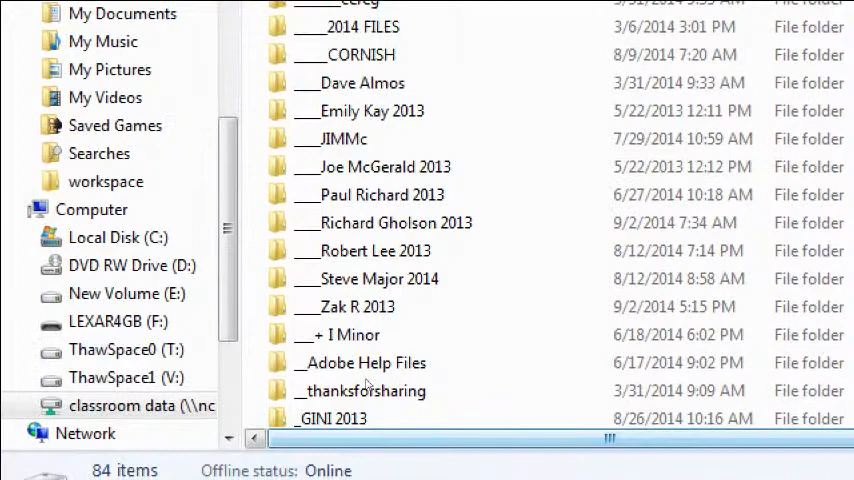 My Documents
My Music
My Pictures
My Videos
Saved Games
Searches
workspace
Computer
Local Disk (C:)
DVD RW Drive (D:)
New Volume (E:)
LEXAR4GB (F:)
ThawSpace0 (T:)
ThawSpace1 (V:)
classroom data (\\nc
Network
____2014 FILES 3/6/2014 3:01 PM File folder
____CORNISH 8/9/2014 7:20 AM File folder
____Dave Almos 3/31/2014 9:33 AM File folder
____Emily Kay 2013 5/22/2013 12:11 PM File folder
____JIMMc 7/29/2014 10:59 AM File folder
____Joe McGerald 2013 5/22/2013 12:12 PM File folder
____Paul Richard 2013 6/27/2014 10:18 AM File folder
____Richard Gholson 2013 9/2/2014 7:34 AM File folder
____Robert Lee 2013 8/12/2014 7:14 PM File folder
____Steve Major 2014 8/12/2014 8:58 AM File folder
____Zak R 2013 9/2/2014 5:15 PM File folder
___+ I Minor 6/18/2014 6:02 PM File folder
__Adobe Help Files 6/17/2014 9:02 PM File folder
__thanksforsharing 3/31/2014 9:09 AM File folder
_GINI 2013 8/26/2014 10:16 AM File folder
84 items Offline status: Online